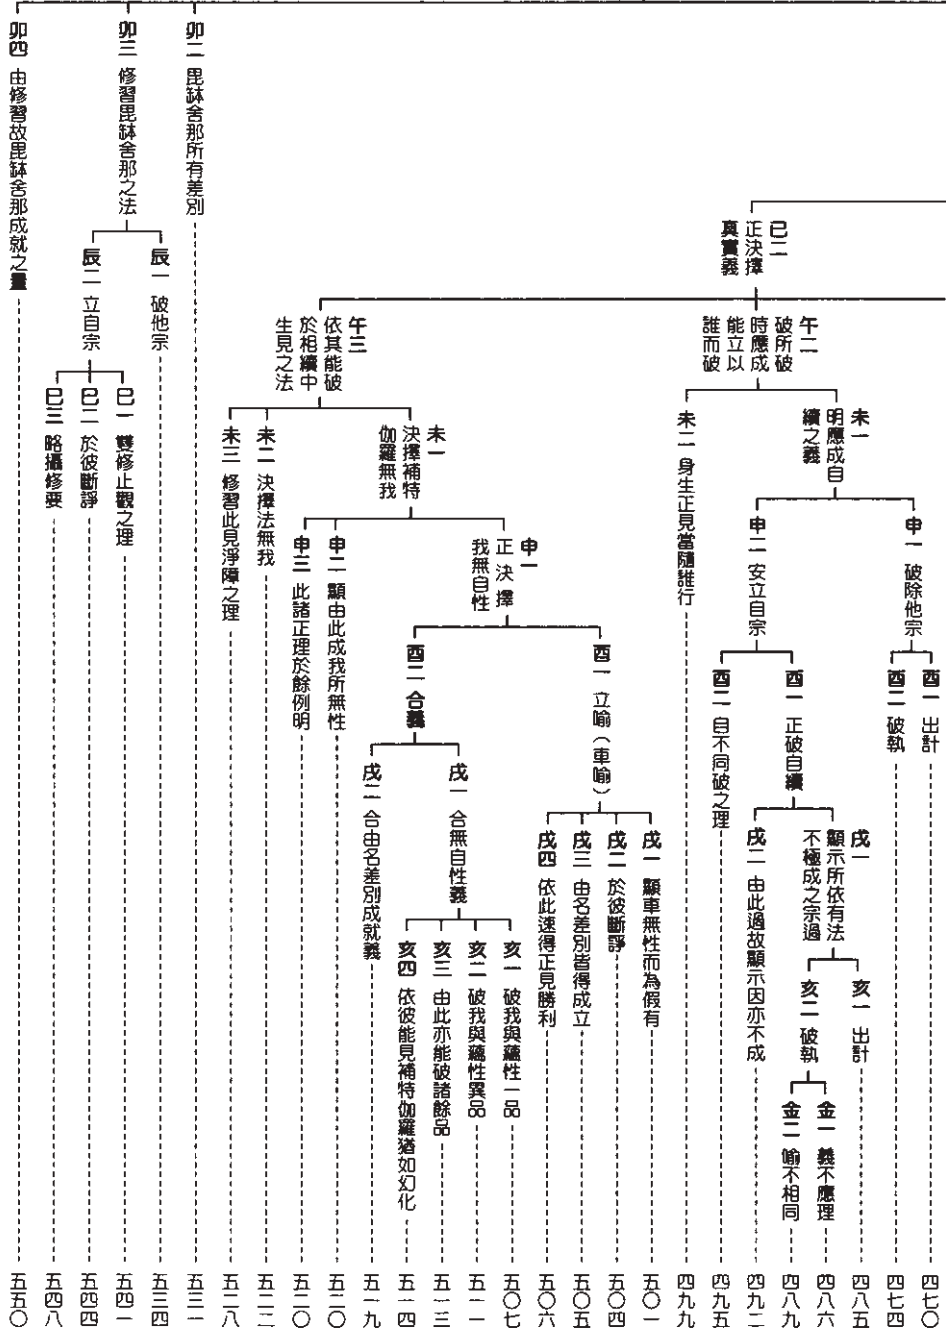 己二
正決擇
真實義
午二
破所破
時應成
能立以
誰而破
未一
明應成自
續之義
申一 破除他宗
酉一 出計 四七〇
酉二 破執 四七四
申二 安立自宗
酉一 正破自續
戌一
顯示所依有法
不極成之宗過
亥一 出計 四八五
亥二 破執
金一 義不應理 四八六
金二 喻不相同 四八九
戌二 由此過故顯示因亦不成 四九二
酉二 自不同破之理 四九五
未二 身生正見當隨誰行 四九九
午三
依其能破
於相續中
生見之法
未一
決擇補特
伽羅無我
申一
正決擇
我無自性
酉一 立喻（車喻）
戌一 顯車無性而為假有 五〇一
戌二 於彼斷諍 五〇四
戌三 由名差別皆得成立 五〇五
戌四 依此速得正見勝利 五〇六
酉二 合義
戌一 合無自性義
亥一 破我與蘊性一品 五〇七
亥二 破我與蘊性異品 五一一
亥三 由此亦能破諸餘品 五一三
亥四 依彼能見補特伽羅猶如幻化 五一四
戌二 合由名差別成就義 五一九
申二 顯由此成我所無性 五二〇
申三 此諸正理於餘例明 五二〇
未二 決擇法無我 五二二
未三 修習此見淨障之理 五二八
卯二 毘缽舍那所有差別 五三一
卯三 修習毘缽舍那之法
辰一 破他宗 五三四
辰二 立自宗
巳一 雙修止觀之理 五四一
巳二 於彼斷諍 五四四
巳三 略攝修要 五四八
卯四 由修習故毘缽舍那成就之量 五五〇